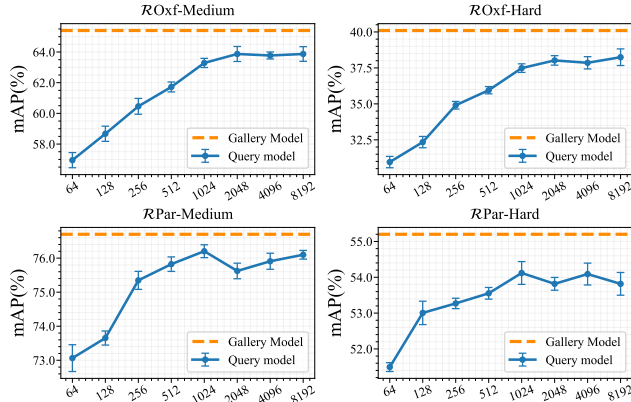 ℛOxf-Medium
mAP(%)
64.0
62.0
60.0
58.0
Gallery Model
Query model
64 128 256 512 1024 2048 4096 8192
ℛOxf-Hard
mAP(%)
40.0
37.5
35.0
32.5
Gallery Model
Query model
64 128 256 512 1024 2048 4096 8192
ℛPar-Medium
mAP(%)
76.0
75.0
74.0
73.0
Gallery Model
Query model
64 128 256 512 1024 2048 4096 8192
ℛPar-Hard
mAP(%)
55.0
54.0
53.0
52.0
Gallery Model
Query model
64 128 256 512 1024 2048 4096 8192